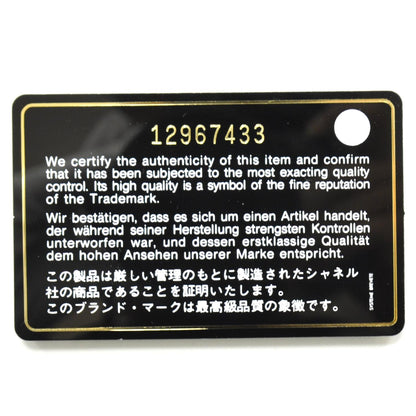 12967433
We certify the authenticity of this item and confirm
that it has been subjected to the most exacting quality
control. Its high quality is a symbol of the fine reputation
of the Trademark.
Wir bestätigen, dass es sich um einen Artikel handelt,
der während seiner Herstellung strengsten Kontrollen
unterworfen war, und dessen erstklassige Qualität
dem hohen Ansehen unserer Marke entspricht.
この製品は厳しい管理のもとに製造されたシャネル
社の商品であることを証明いたします。
このブランド・マークは最高級品質の象徴です。